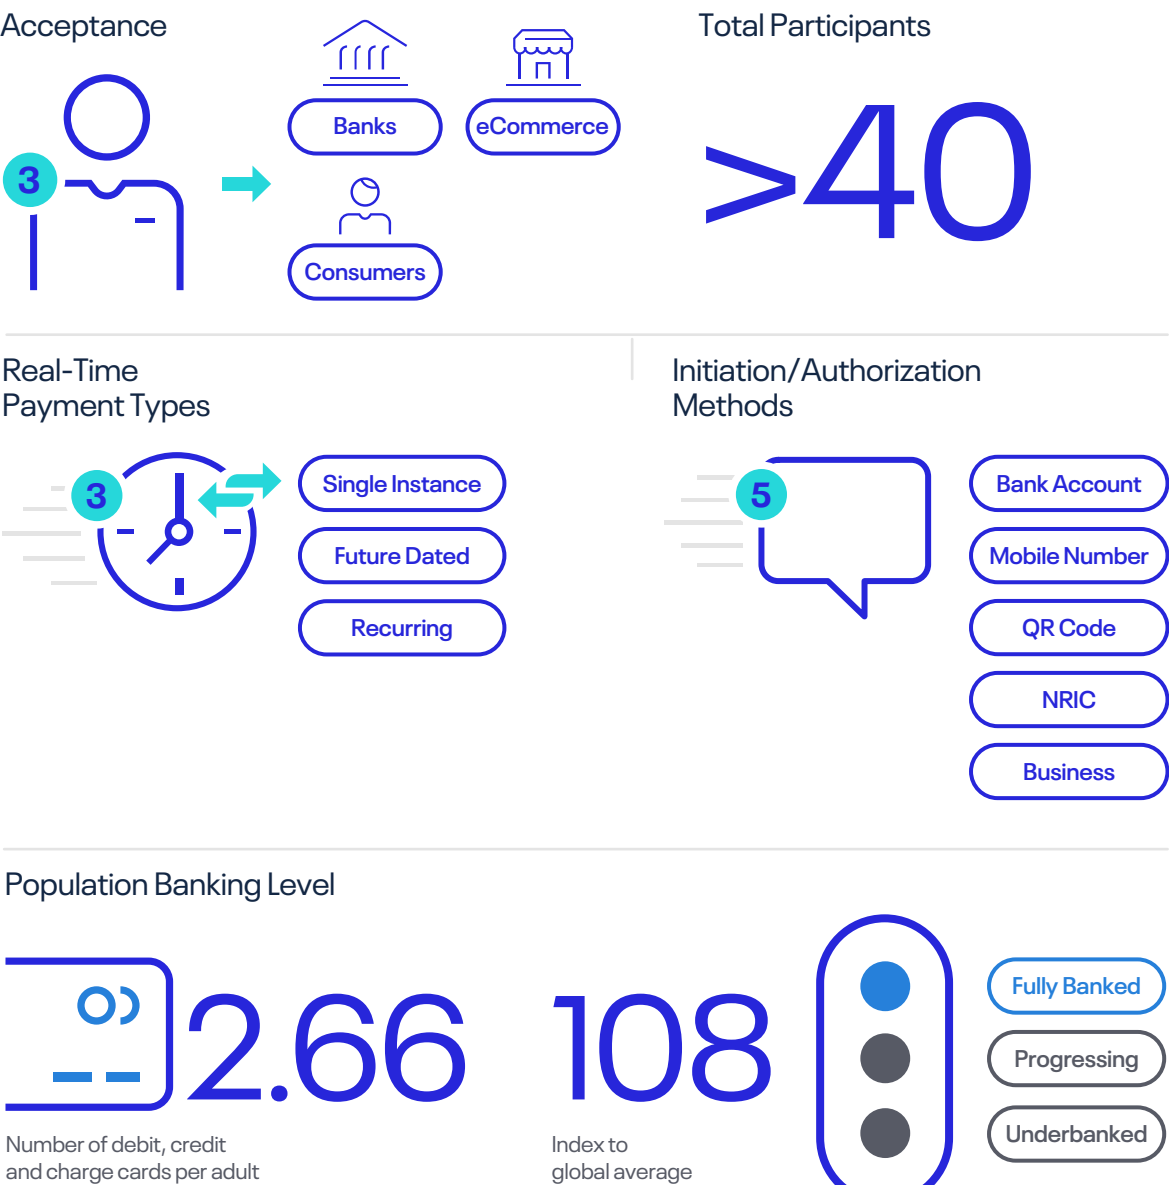 Acceptance
3
Banks
eCommerce
Consumers
Total Participants
>40
Real-Time
Payment Types
3
Single Instance
Future Dated
Recurring
Initiation/Authorization
Methods
5
Bank Account
Mobile Number
QR Code
NRIC
Business
Population Banking Level
2.66
Number of debit, credit
and charge cards per adult
108
Index to
global average
Fully Banked
Progressing
Underbanked